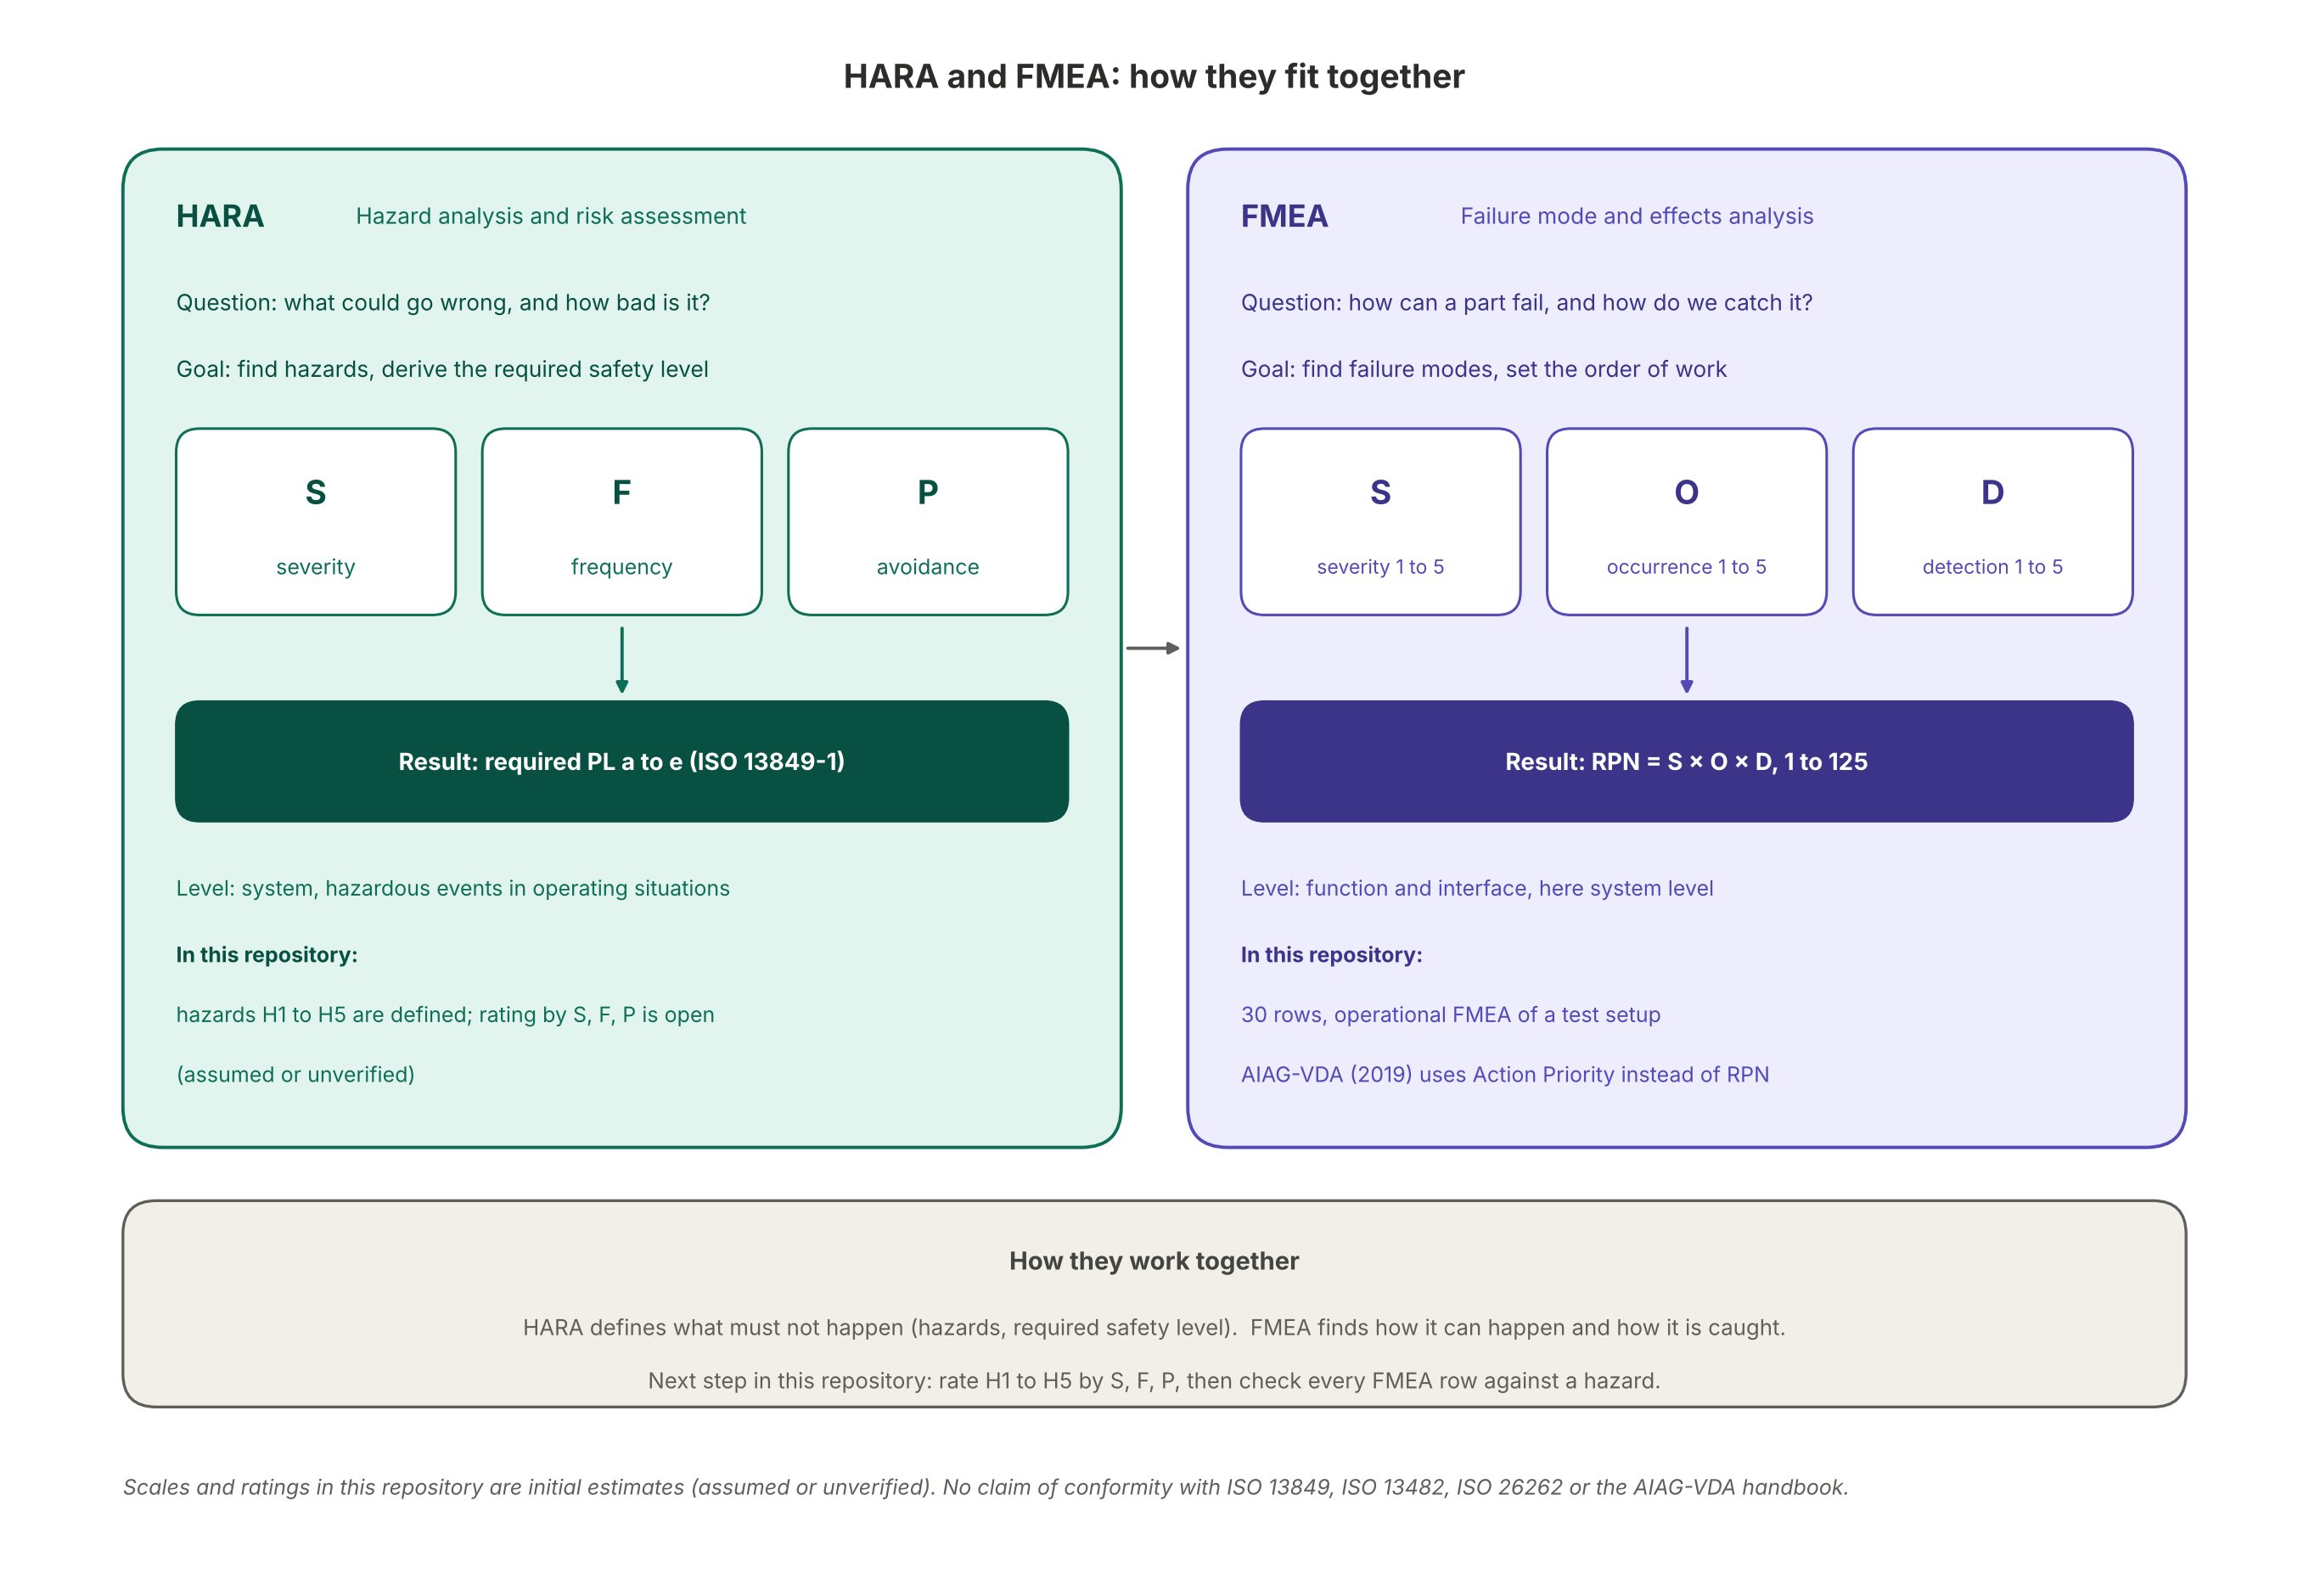 HARA and FMEA: how they fit together
HARA
Hazard analysis and risk assessment
Question: what could go wrong, and how bad is it?
Goal: find hazards, derive the required safety level
S
severity
F
frequency
P
avoidance
Result: required PL a to e (ISO 13849-1)
Level: system, hazardous events in operating situations
In this repository:
hazards H1 to H5 are defined; rating by S, F, P is open
(assumed or unverified)
FMEA
Failure mode and effects analysis
Question: how can a part fail, and how do we catch it?
Goal: find failure modes, set the order of work
S
severity 1 to 5
O
occurrence 1 to 5
D
detection 1 to 5
Result: RPN = S × O × D, 1 to 125
Level: function and interface, here system level
In this repository:
30 rows, operational FMEA of a test setup
AIAG-VDA (2019) uses Action Priority instead of RPN
How they work together
HARA defines what must not happen (hazards, required safety level).  FMEA finds how it can happen and how it is caught.
Next step in this repository: rate H1 to H5 by S, F, P, then check every FMEA row against a hazard.
Scales and ratings in this repository are initial estimates (assumed or unverified). No claim of conformity with ISO 13849, ISO 13482, ISO 26262 or the AIAG-VDA handbook.